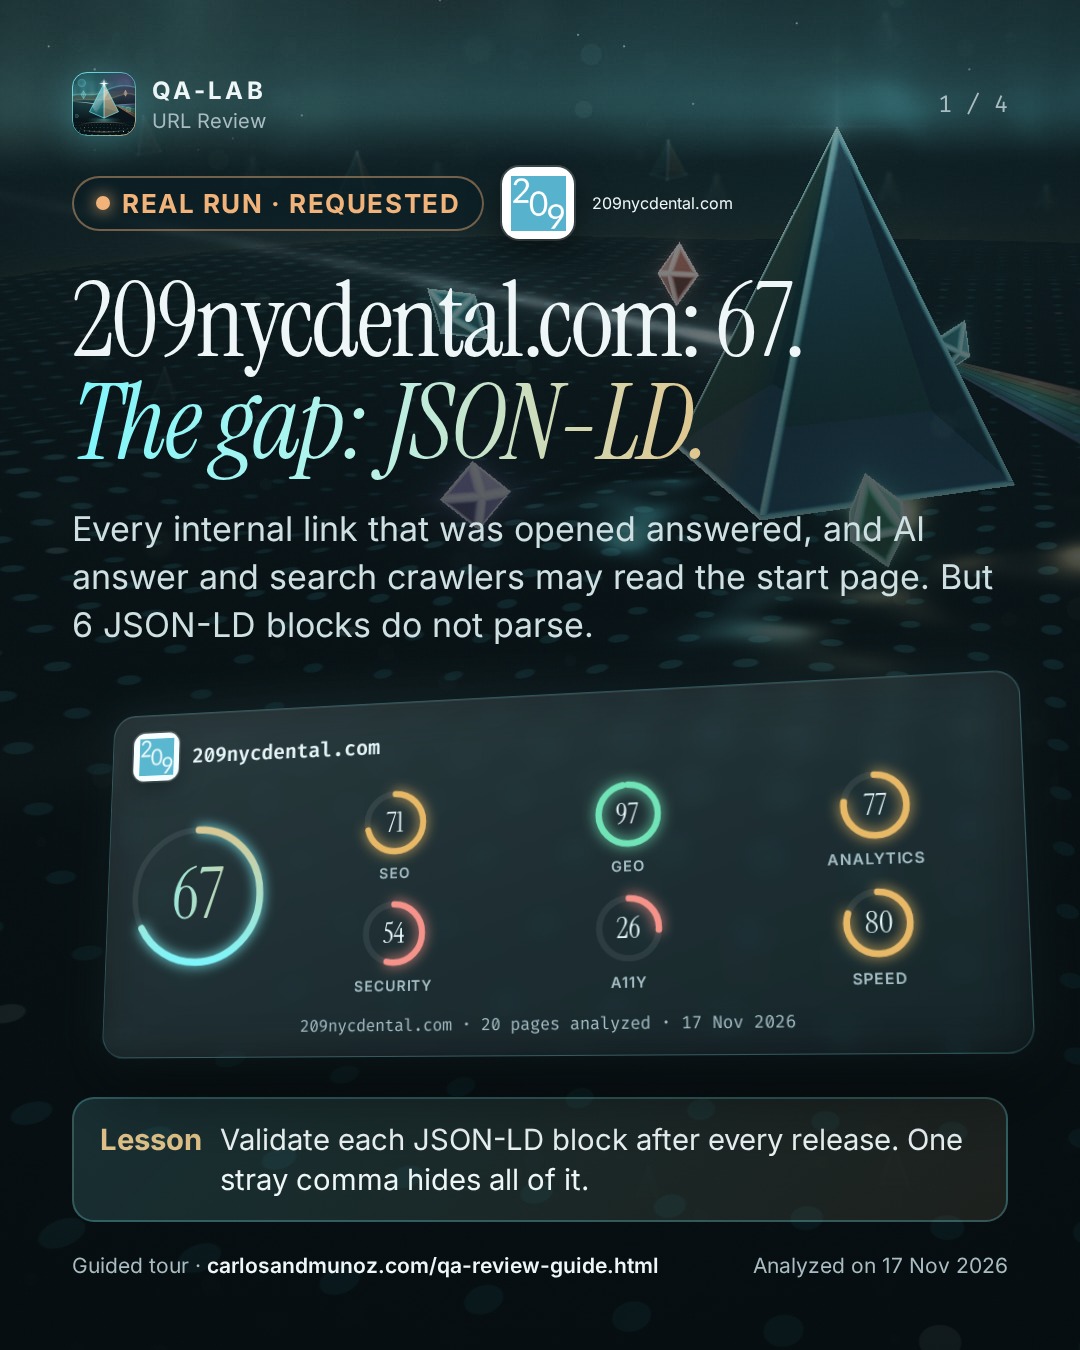 QA-LAB
URL Review
1 / 4
REAL RUN · REQUESTED
209
209nycdental.com
209nycdental.com: 67.
The gap: JSON-LD.
Every internal link that was opened answered, and AI
answer and search crawlers may read the start page. But
6 JSON-LD blocks do not parse.
209
209nycdental.com
67
71
SEO
97
GEO
77
ANALYTICS
54
SECURITY
26
A11Y
80
SPEED
209nycdental.com · 20 pages analyzed · 17 Nov 2026
Lesson Validate each JSON-LD block after every release. One
stray comma hides all of it.
Guided tour · carlosandmunoz.com/qa-review-guide.html
Analyzed on 17 Nov 2026